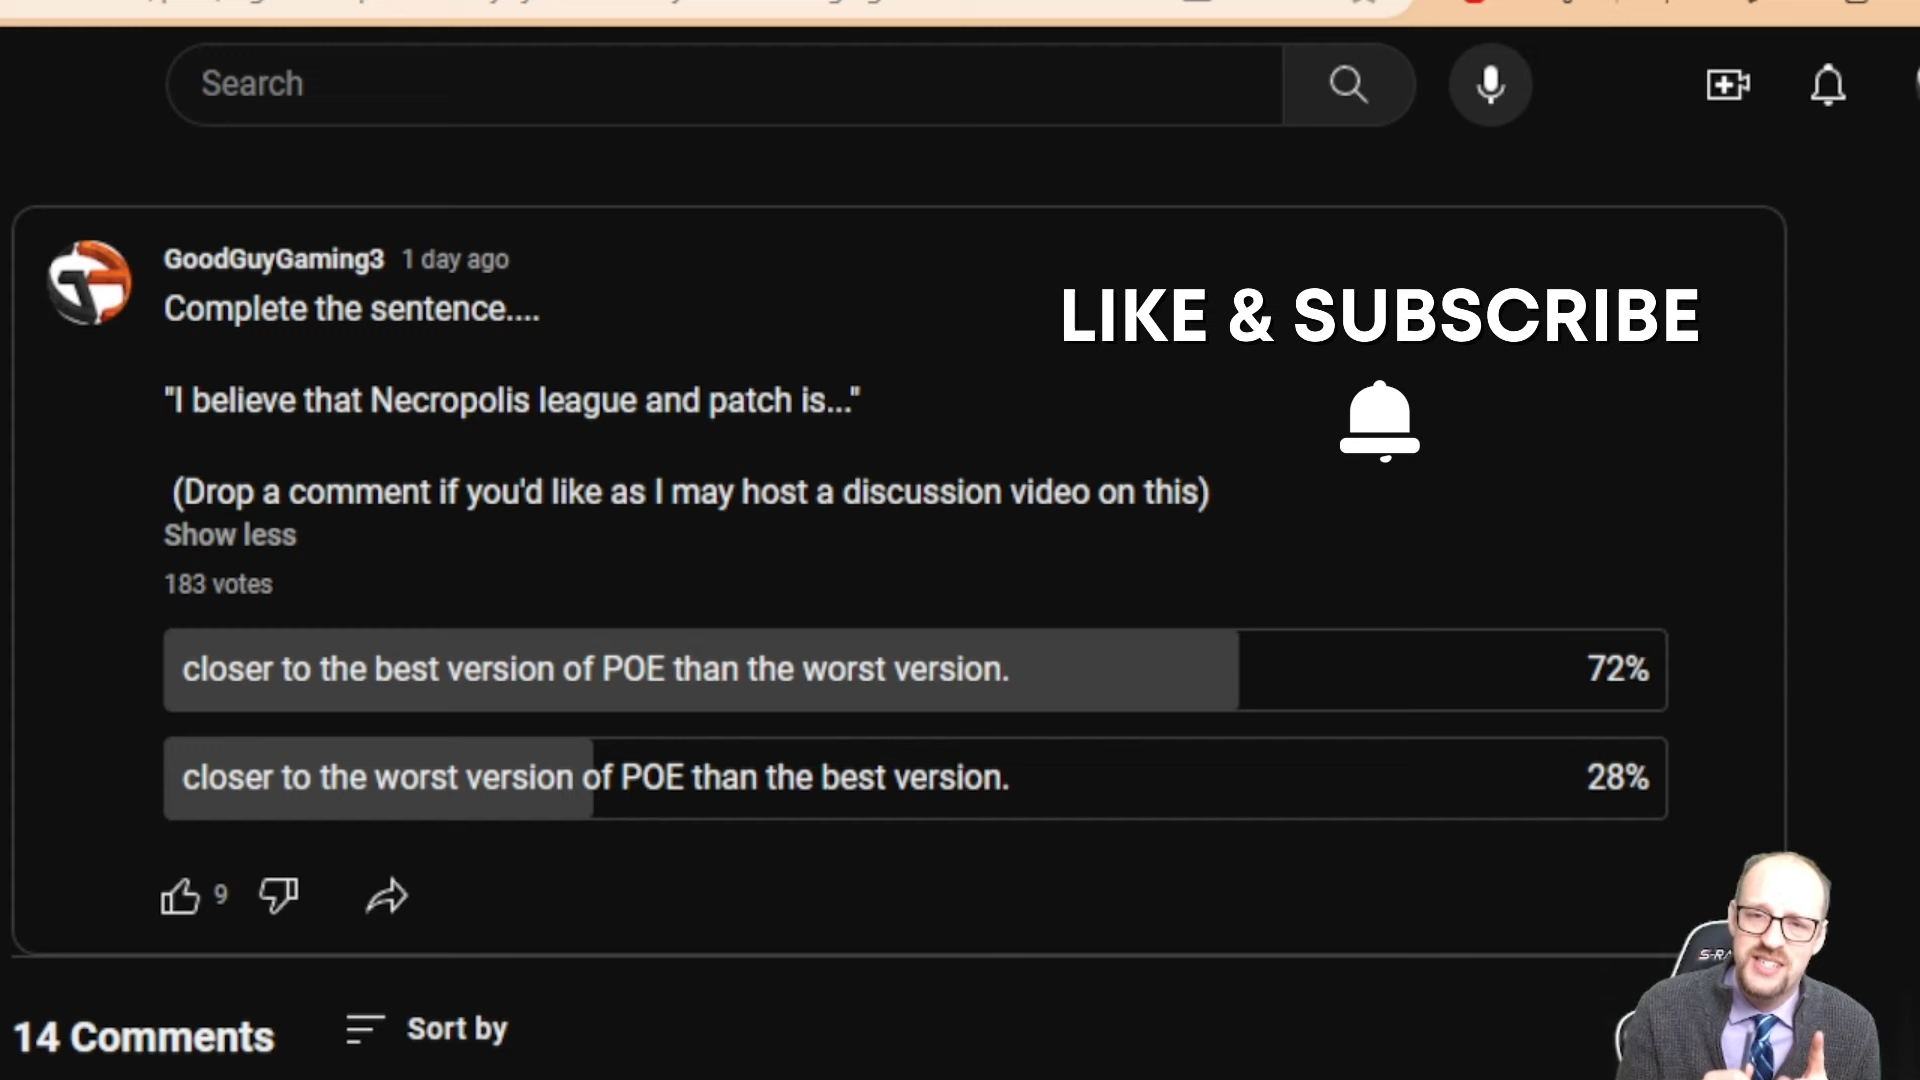 Search
GoodGuyGaming3 1 day ago
Complete the sentence....
LIKE & SUBSCRIBE
"I believe that Necropolis league and patch is..."
(Drop a comment if you'd like as I may host a discussion video on this)
Show less
183 votes
closer to the best version of POE than the worst version. 72%
closer to the worst version of POE than the best version. 28%
9
14 Comments Sort by